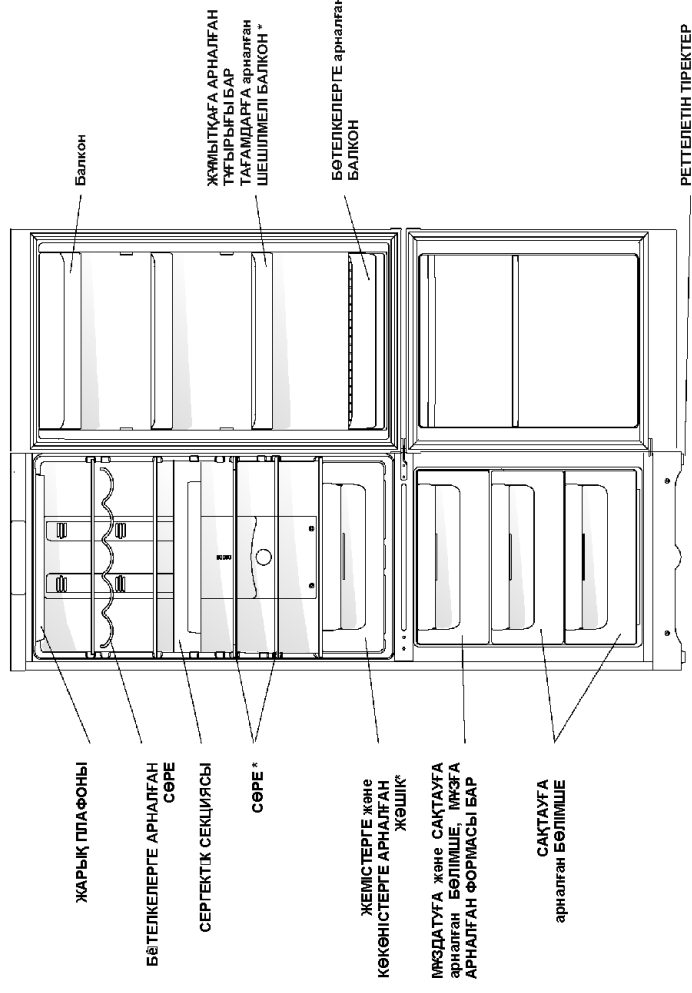 ЖАРЫҚ ПЛАФОНЫ
БөТЕЛКЕЛЕРГЕ АРНАЛҒАН
СӨРЕ
СЕРГЕКТІК СЕКЦИЯСЫ
СӨРЕ *
ЖЕМІСТЕРГЕ және
КӨКӨНІСТЕРГЕ АРНАЛҒАН
ЖӘШІК*
МҰЗДАТУҒА және САҚТАУҒА
арналған БӨЛІМШЕ, МҰЗҒА
АРНАЛҒАН ФОРМАСЫ БАР
САҚТАУҒА
арналған БӨЛІМШЕ
Балкон
ЖҰМЫТҚАҒА АРНАЛҒАН
ТҰҒЫРЫҒЫ БАР
ТАҒАМДАРҒА арналған
ШЕШІЛМЕЛІ БАЛКОН *
БӨТЕЛКЕЛЕРГЕ арналған
БАЛКОН
РЕТТЕЛЕТІН ТІРЕКТЕР